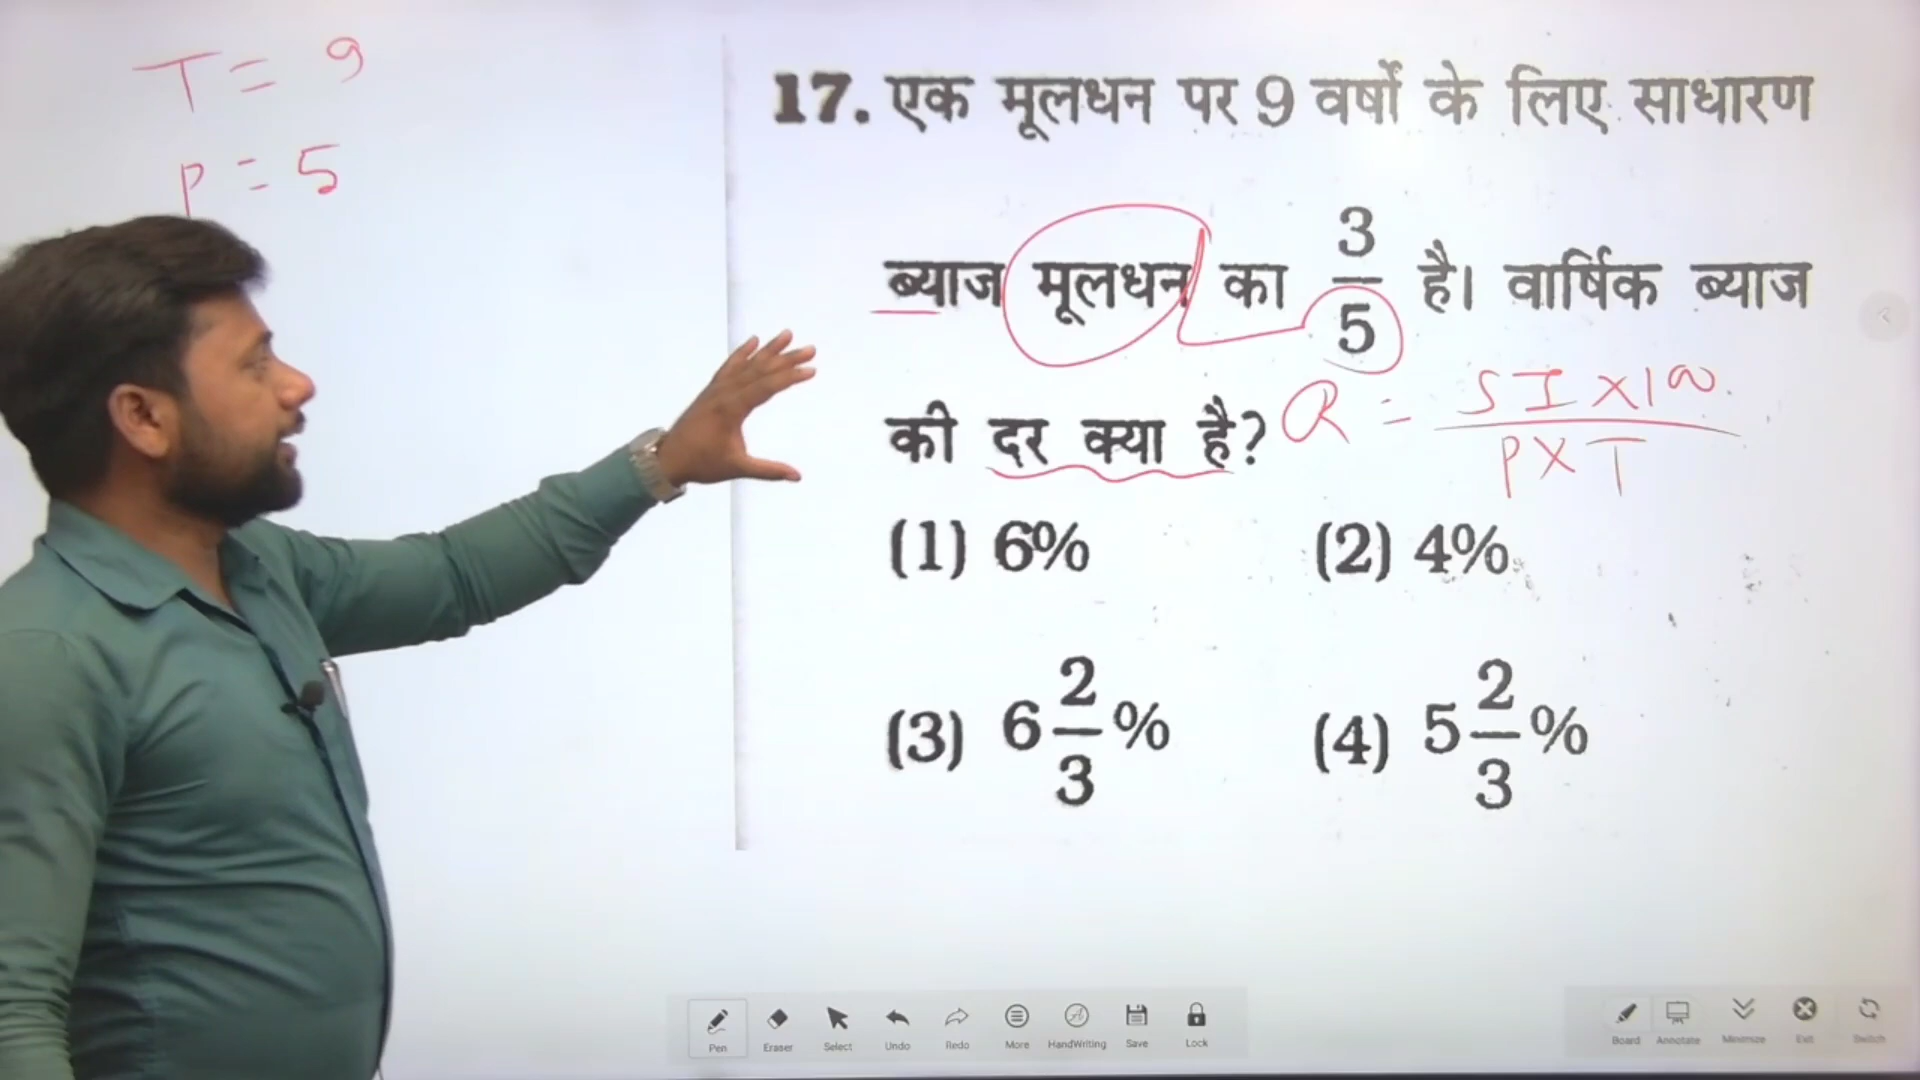 T = 9
P = 5
17. एक मूलधन पर 9 वर्षों के लिए साधारण
ब्याज मूलधन का 3/5 है। वार्षिक ब्याज
की दर क्या है?
R = SI×100 / P×T
(1) 6%
(2) 4%
(3) 6 2/3 %
(4) 5 2/3 %
Pen Eraser Select Undo Redo More HandWriting Save Lock
Board Annotate Minimize Exit Switch